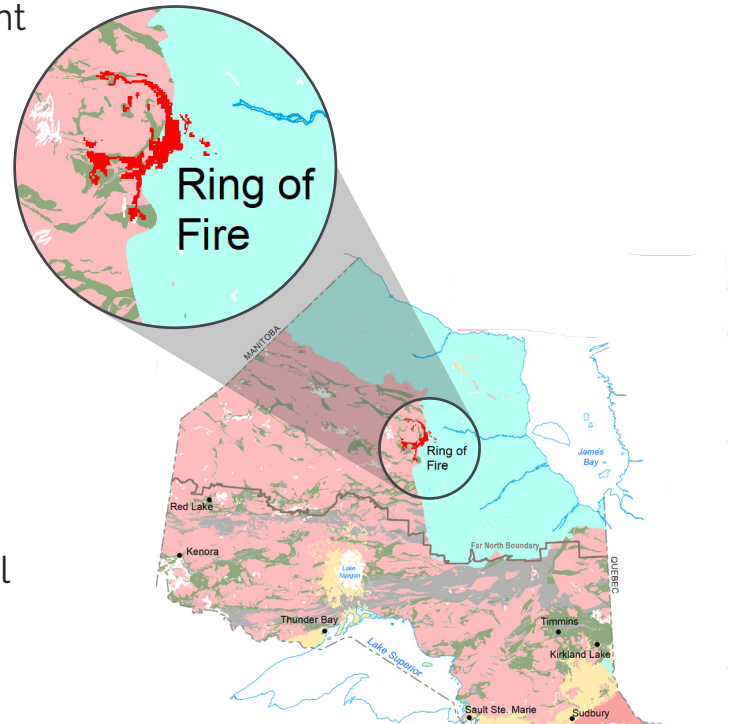 nt
Ring of
Fire
MANITOBA
Ring of
Fire
James
Bay
Red Lake
Far North Boundary
Kenora
QUEBEC
Lake
Nipigon
l
Thunder Bay
Timmins
Kirkland Lake
Lake Superior
Sault Ste. Marie
Sudbury